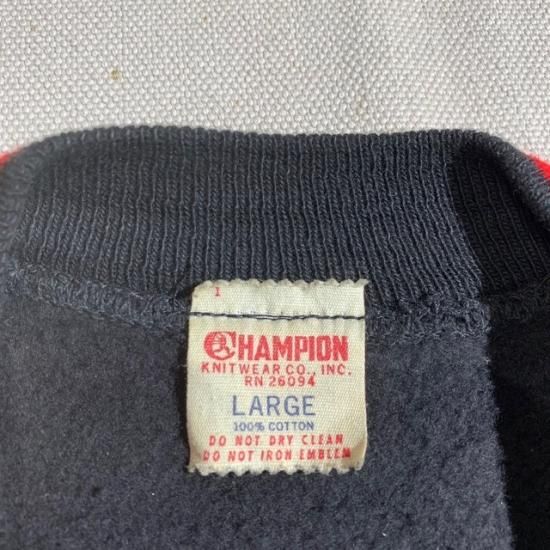 1
CHAMPION
KNITWEAR CO., INC.
RN 26094
LARGE
100% COTTON
DO NOT DRY CLEAN
DO NOT IRON EMBLEM